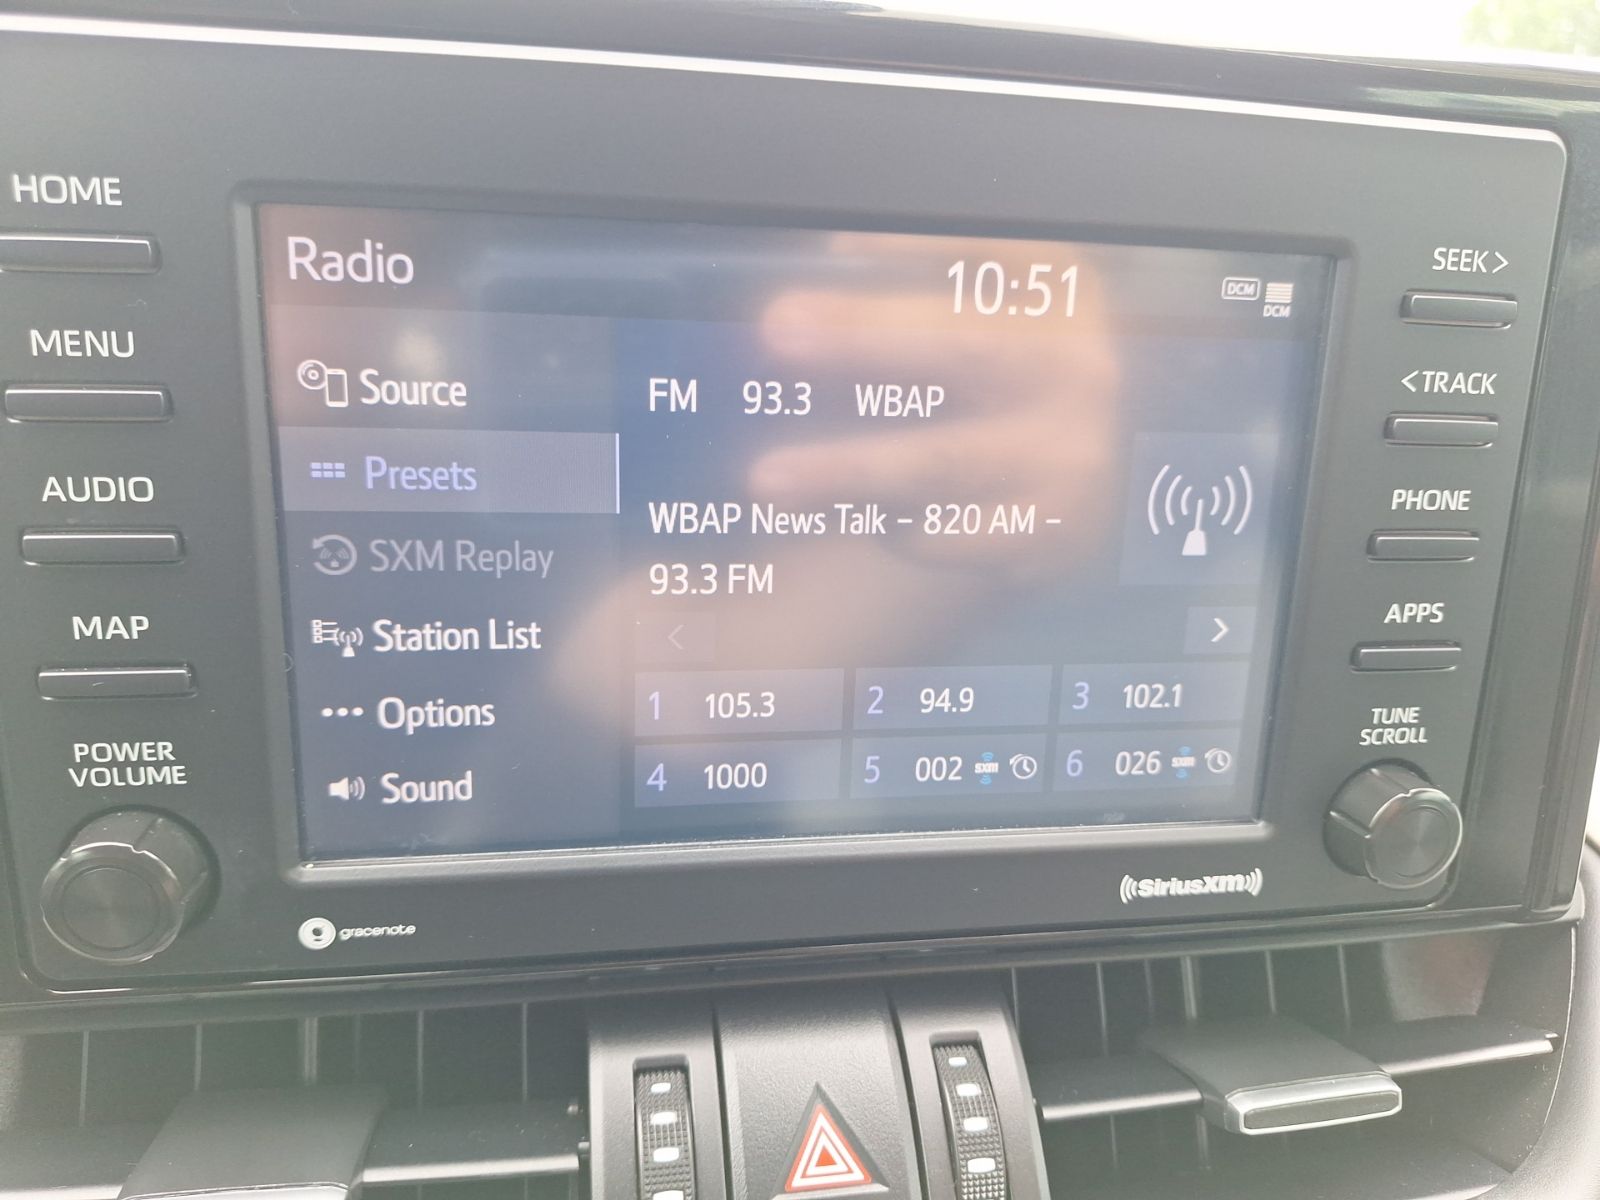 HOME
MENU
AUDIO
MAP
POWER
VOLUME
Radio
10:51
DCM
DCM
Source
Presets
SXM Replay
Station List
Options
Sound
FM 93.3 WBAP
WBAP News Talk – 820 AM –
93.3 FM
<
>
1 105.3
2 94.9
3 102.1
4 1000
5 002 SXM
6 026 SXM
SEEK >
< TRACK
PHONE
APPS
TUNE
SCROLL
gracenote
SiriusXM